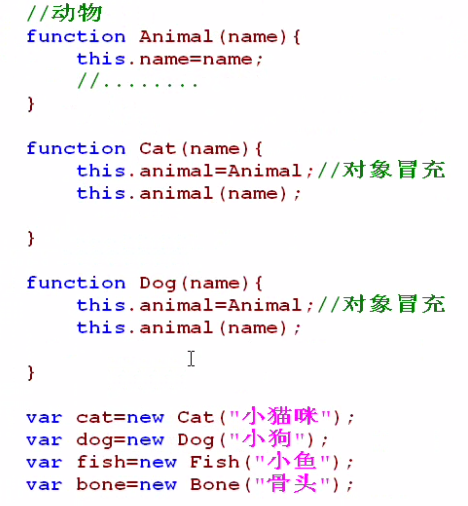 //动物
function Animal(name){
this.name=name;
//........
}
function Cat(name){
this.animal=Animal;//对象冒充
this.animal(name);
}
function Dog(name){
this.animal=Animal;//对象冒充
this.animal(name);
}
var cat=new Cat("小猫咪");
var dog=new Dog("小狗");
var fish=new Fish("小鱼");
var bone=new Bone("骨头");